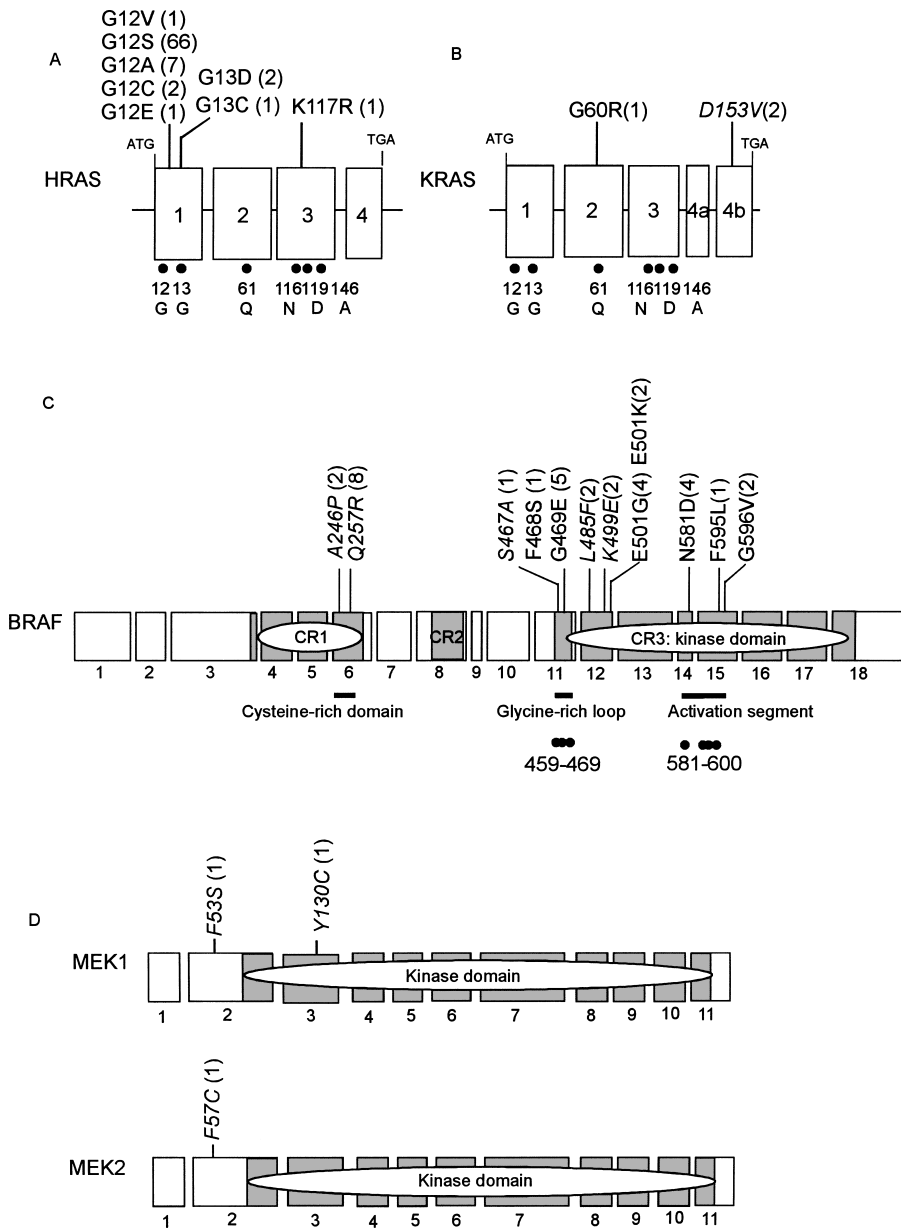 A
G12V (1)
G12S (66)
G12A (7)
G12C (2)
G12E (1)
G13D (2)
G13C (1)
K117R (1)
ATG
TGA
HRAS
1
2
3
4
12 13 61 116 119 146
G G Q N D A
B
G60R(1)
D153V(2)
ATG
TGA
KRAS
1
2
3
4a
4b
12 13 61 116 119 146
G G Q N D A
C
A246P (2)
Q257R (8)
S467A (1)
F468S (1)
G469E (5)
L485F(2)
K499E(2)
E501G(4) E501K(2)
N581D(4)
F595L(1)
G596V(2)
BRAF
CR1
CR2
CR3: kinase domain
1 2 3 4 5 6 7 8 9 10 11 12 13 14 15 16 17 18
Cysteine-rich domain
Glycine-rich loop
Activation segment
459-469
581-600
D
F53S (1)
Y130C (1)
MEK1
Kinase domain
1 2 3 4 5 6 7 8 9 10 11
F57C (1)
MEK2
Kinase domain
1 2 3 4 5 6 7 8 9 10 11